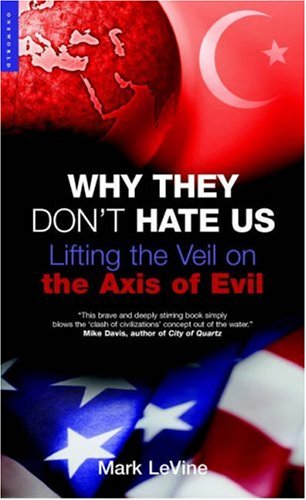 ONEWORLD
WHY THEY
DON'T HATE US
Lifting the Veil on
the Axis of Evil
"This brave and deeply stirring book simply
blows the 'clash of civilizations' concept out of the water."
Mike Davis, author of City of Quartz
Mark LeVine